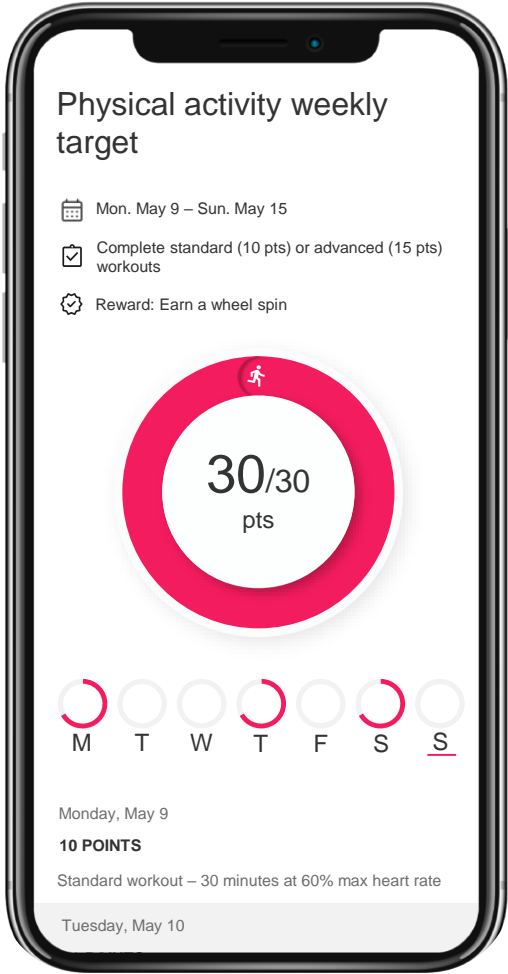 Physical activity weekly
target
Mon. May 9 – Sun. May 15
Complete standard (10 pts) or advanced (15 pts)
workouts
Reward: Earn a wheel spin
30/30
pts
M T W T F S S
Monday, May 9
10 POINTS
Standard workout – 30 minutes at 60% max heart rate
Tuesday, May 10